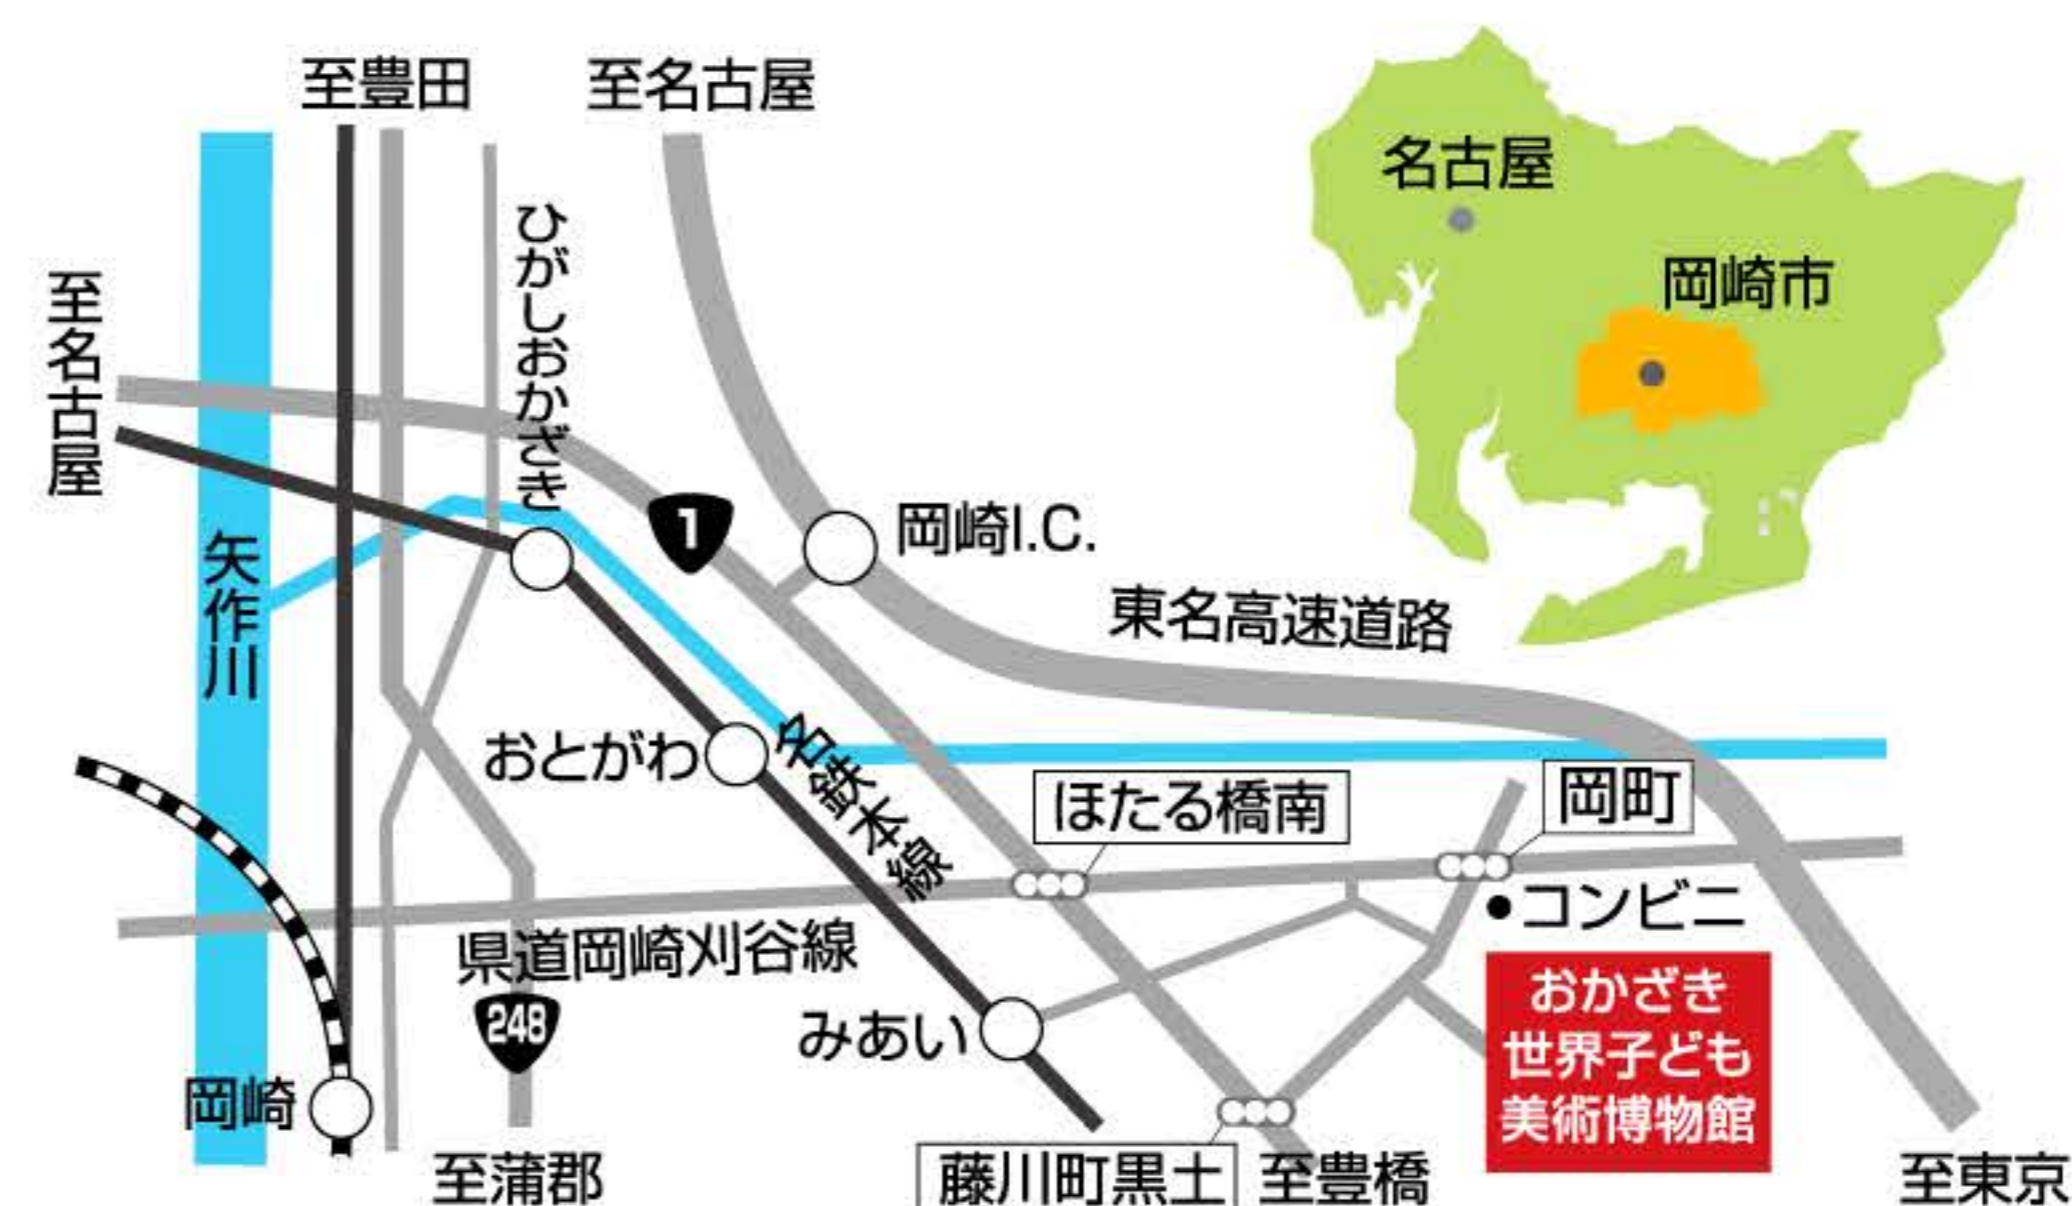 至豊田
至名古屋
名古屋
岡崎市
ひがしおかざき
至名古屋
1
岡崎I.C.
矢作川
東名高速道路
おとがわ
名鉄本線
ほたる橋南
岡町
コンビニ
県道岡崎刈谷線
248
みあい
おかざき
世界子ども
美術博物館
岡崎
至蒲郡
藤川町黒土
至豊橋
至東京